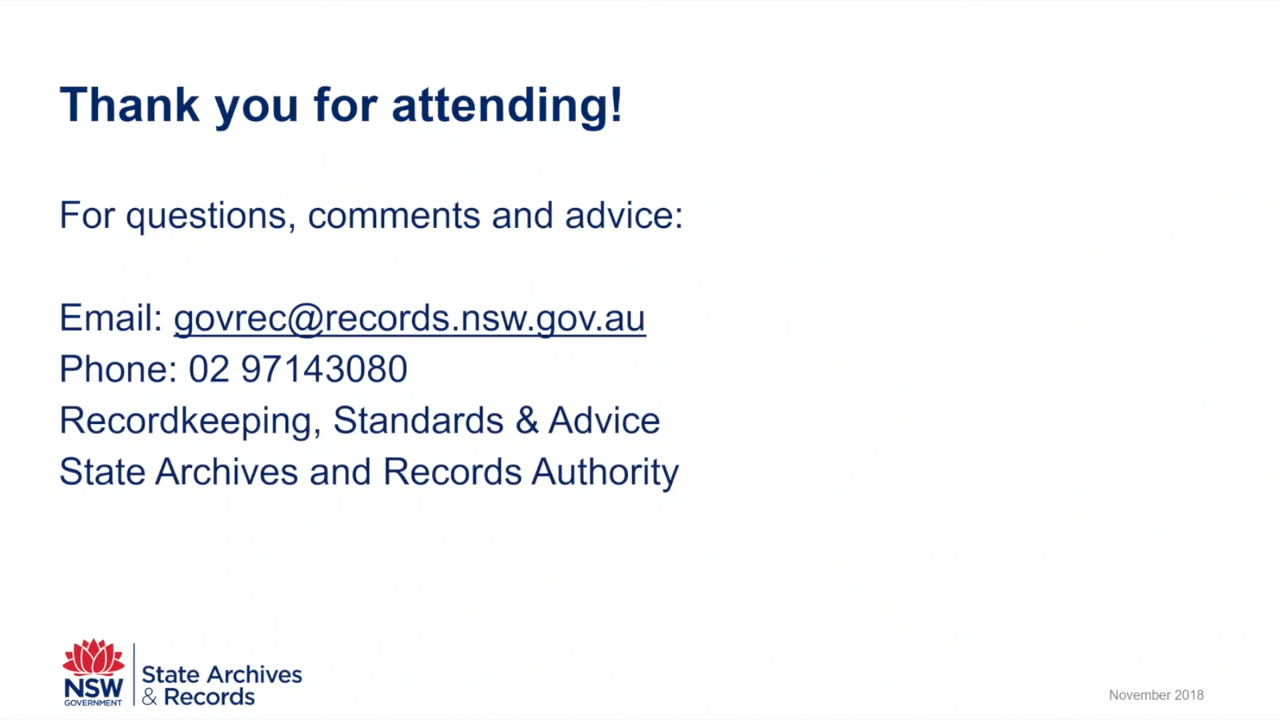 Thank you for attending!
For questions, comments and advice:
Email: govrec@records.nsw.gov.au
Phone: 02 97143080
Recordkeeping, Standards & Advice
State Archives and Records Authority
NSW
GOVERNMENT
State Archives
& Records
November 2018